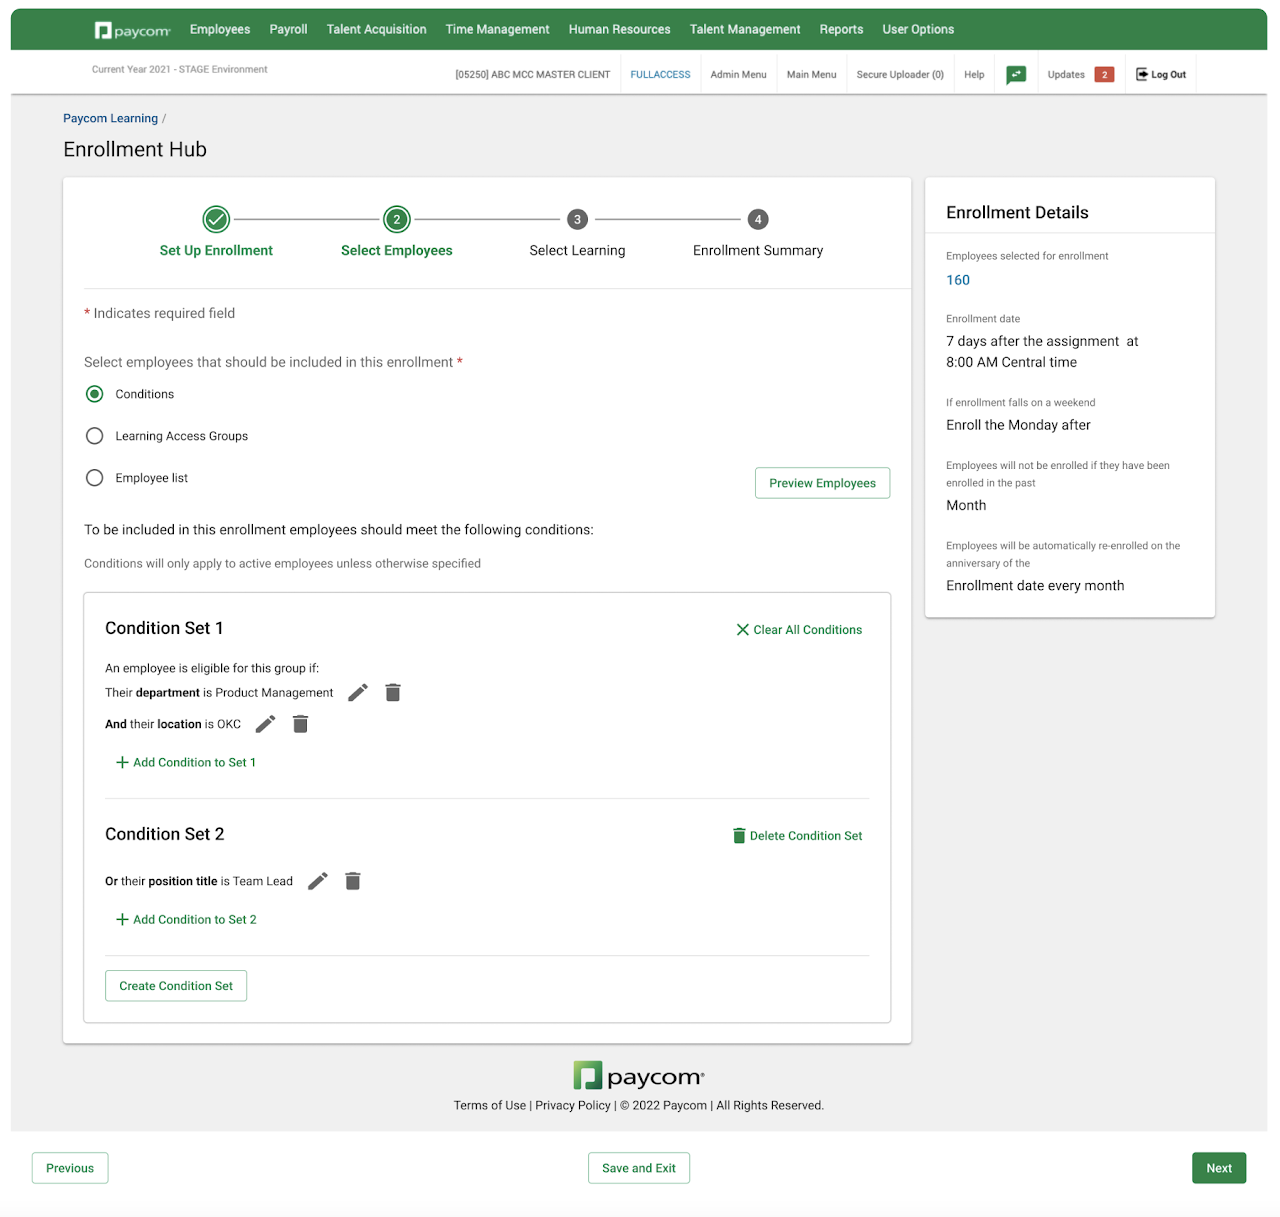 paycom Employees Payroll Talent Acquisition Time Management Human Resources Talent Management Reports User Options
Current Year 2021 - STAGE Environment
[05250] ABC MCC MASTER CLIENT FULLACCESS Admin Menu Main Menu Secure Uploader (0) Help Updates 2 Log Out
Paycom Learning /
Enrollment Hub
2 3 4
Set Up Enrollment Select Employees Select Learning Enrollment Summary
* Indicates required field
Select employees that should be included in this enrollment *
Conditions
Learning Access Groups
Employee list
Preview Employees
To be included in this enrollment employees should meet the following conditions:
Conditions will only apply to active employees unless otherwise specified
Condition Set 1
Clear All Conditions
An employee is eligible for this group if:
Their department is Product Management
And their location is OKC
Add Condition to Set 1
Condition Set 2
Delete Condition Set
Or their position title is Team Lead
Add Condition to Set 2
Create Condition Set
Enrollment Details
Employees selected for enrollment
160
Enrollment date
7 days after the assignment at
8:00 AM Central time
If enrollment falls on a weekend
Enroll the Monday after
Employees will not be enrolled if they have been
enrolled in the past
Month
Employees will be automatically re-enrolled on the
anniversary of the
Enrollment date every month
paycom
Terms of Use | Privacy Policy | © 2022 Paycom | All Rights Reserved.
Previous Save and Exit Next